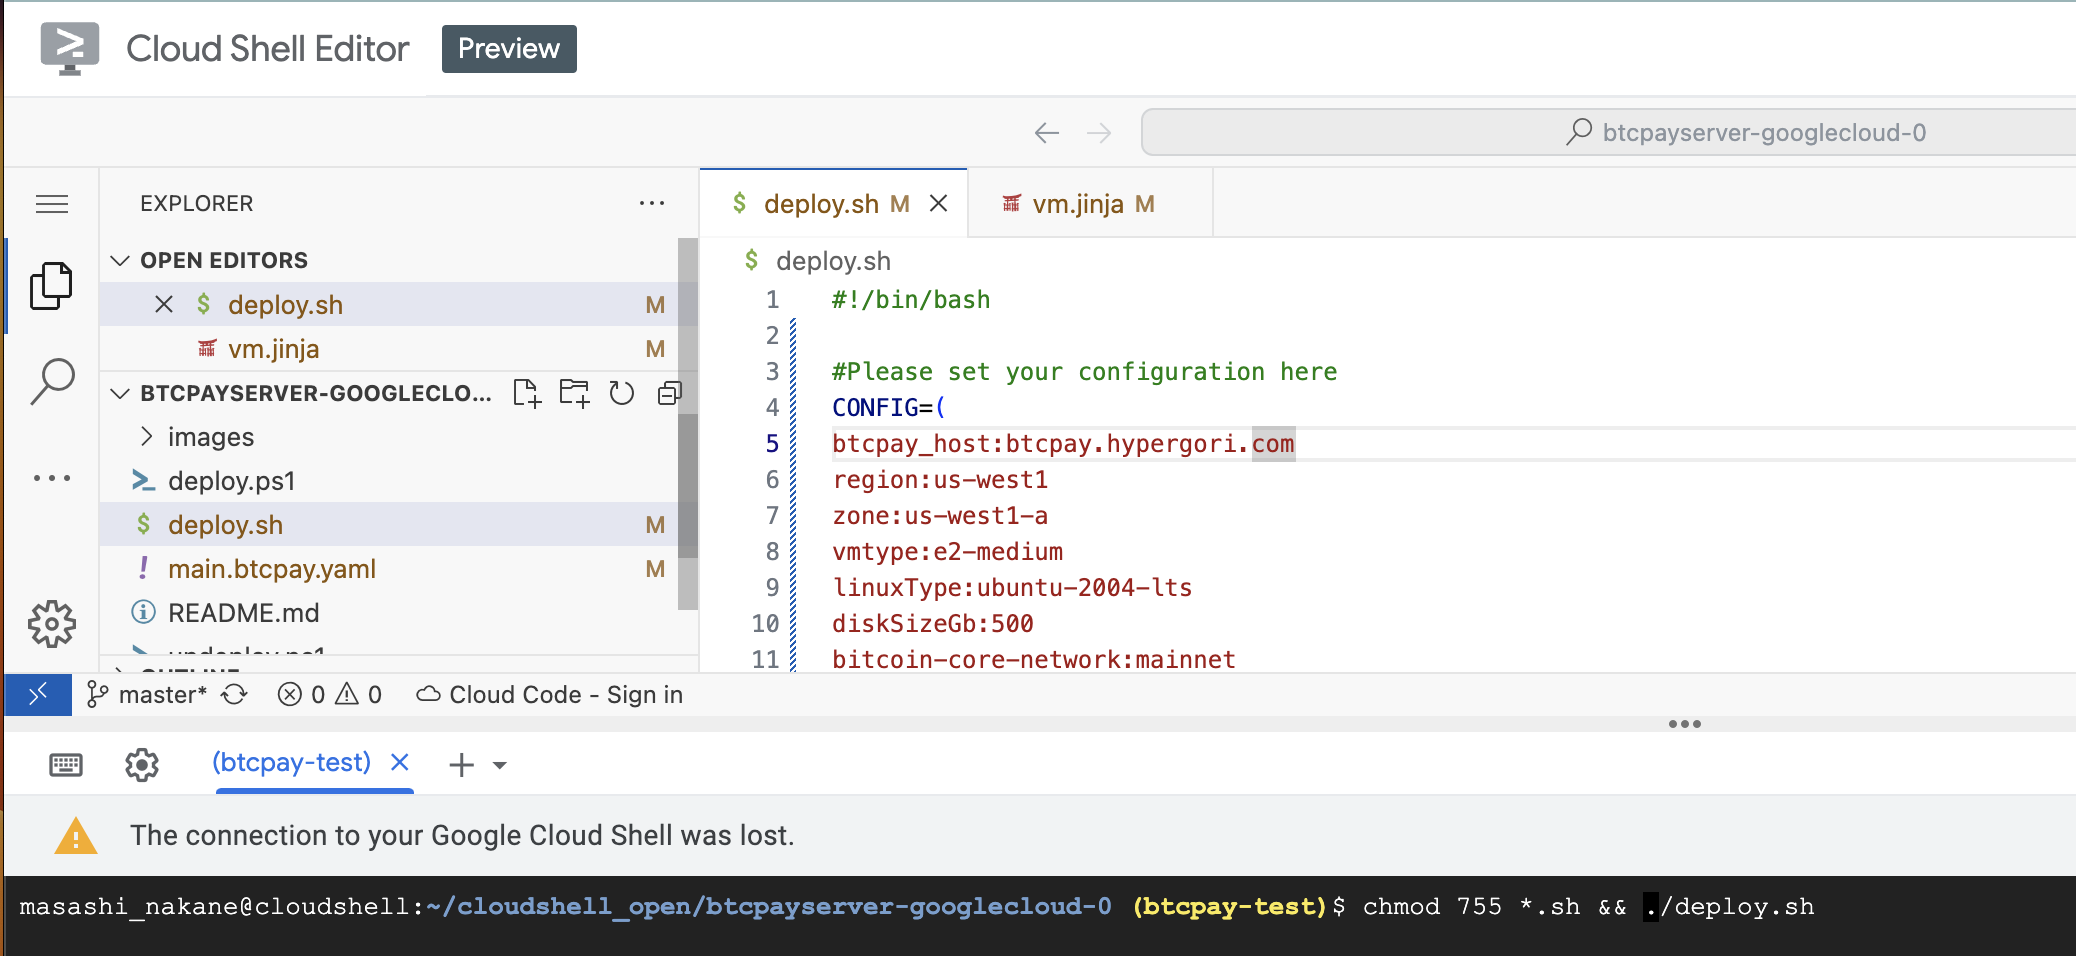 Cloud Shell Editor Preview
btcpayserver-googlecloud-0
EXPLORER
OPEN EDITORS
$ deploy.sh M
vm.jinja M
BTCPAYSERVER-GOOGLECLO...
images
deploy.ps1
$ deploy.sh M
! main.btcpay.yaml M
README.md
undeploy.ps1
OUTLINE
$ deploy.sh M
vm.jinja M
$ deploy.sh
1 #!/bin/bash
2
3 #Please set your configuration here
4 CONFIG=(
5 btcpay_host:btcpay.hypergori.com
6 region:us-west1
7 zone:us-west1-a
8 vmtype:e2-medium
9 linuxType:ubuntu-2004-lts
10 diskSizeGb:500
11 bitcoin-core-network:mainnet
master* 0 0 Cloud Code - Sign in
(btcpay-test)
The connection to your Google Cloud Shell was lost.
masashi_nakane@cloudshell:~/cloudshell_open/btcpayserver-googlecloud-0 (btcpay-test)$ chmod 755 *.sh && ./deploy.sh